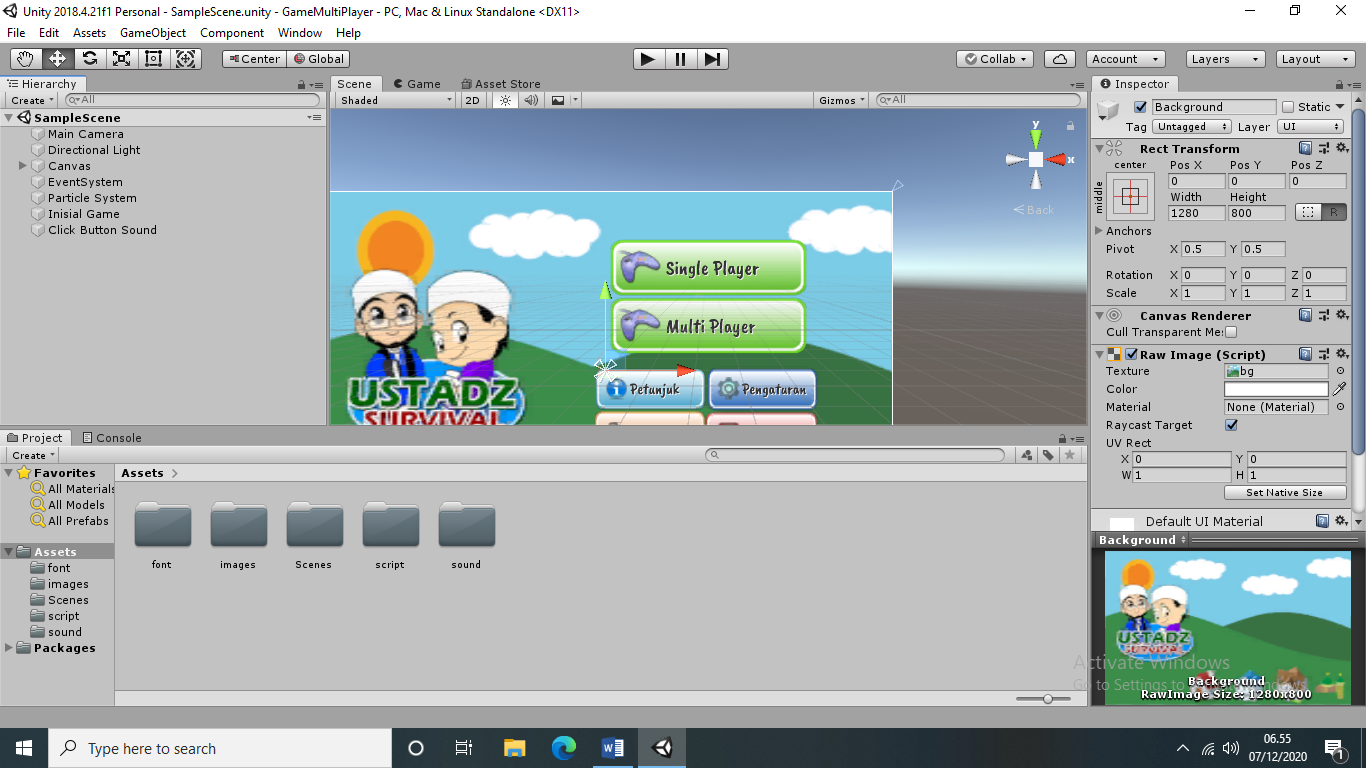 Unity 2018.4.21f1 Personal - SampleScene.unity - GameMultiPlayer - PC, Mac & Linux Standalone <DX11>
File Edit Assets GameObject Component Window Help
Center Global Collab Account Layers Layout
Hierarchy
Create All
SampleScene
Main Camera
Directional Light
Canvas
EventSystem
Particle System
Inisial Game
Click Button Sound
Scene Game Asset Store
Shaded 2D Gizmos All
y
x
Back
Single Player
Multi Player
Petunjuk Pengaturan
USTADZ
SURVIVAL
Inspector
Background Static
Tag Untagged Layer UI
Rect Transform
center Pos X Pos Y Pos Z
middle 0 0 0
Width Height
1280 800 R
Anchors
Pivot X 0.5 Y 0.5
Rotation X 0 Y 0 Z 0
Scale X 1 Y 1 Z 1
Canvas Renderer
Cull Transparent Me:
Raw Image (Script)
Texture bg
Color
Material None (Material)
Raycast Target
UV Rect
X 0 Y 0
W 1 H 1
Set Native Size
Default UI Material
Background
USTADZ
SURVIVAL
Activate Windows
Go to Settings to
Background
RawImage Size: 1280x800
Project Console
Create
Favorites
All Materials
All Models
All Prefabs
Assets
font
images
Scenes
script
sound
Packages
Assets
font images Scenes script sound
Type here to search
06.55
07/12/2020
1